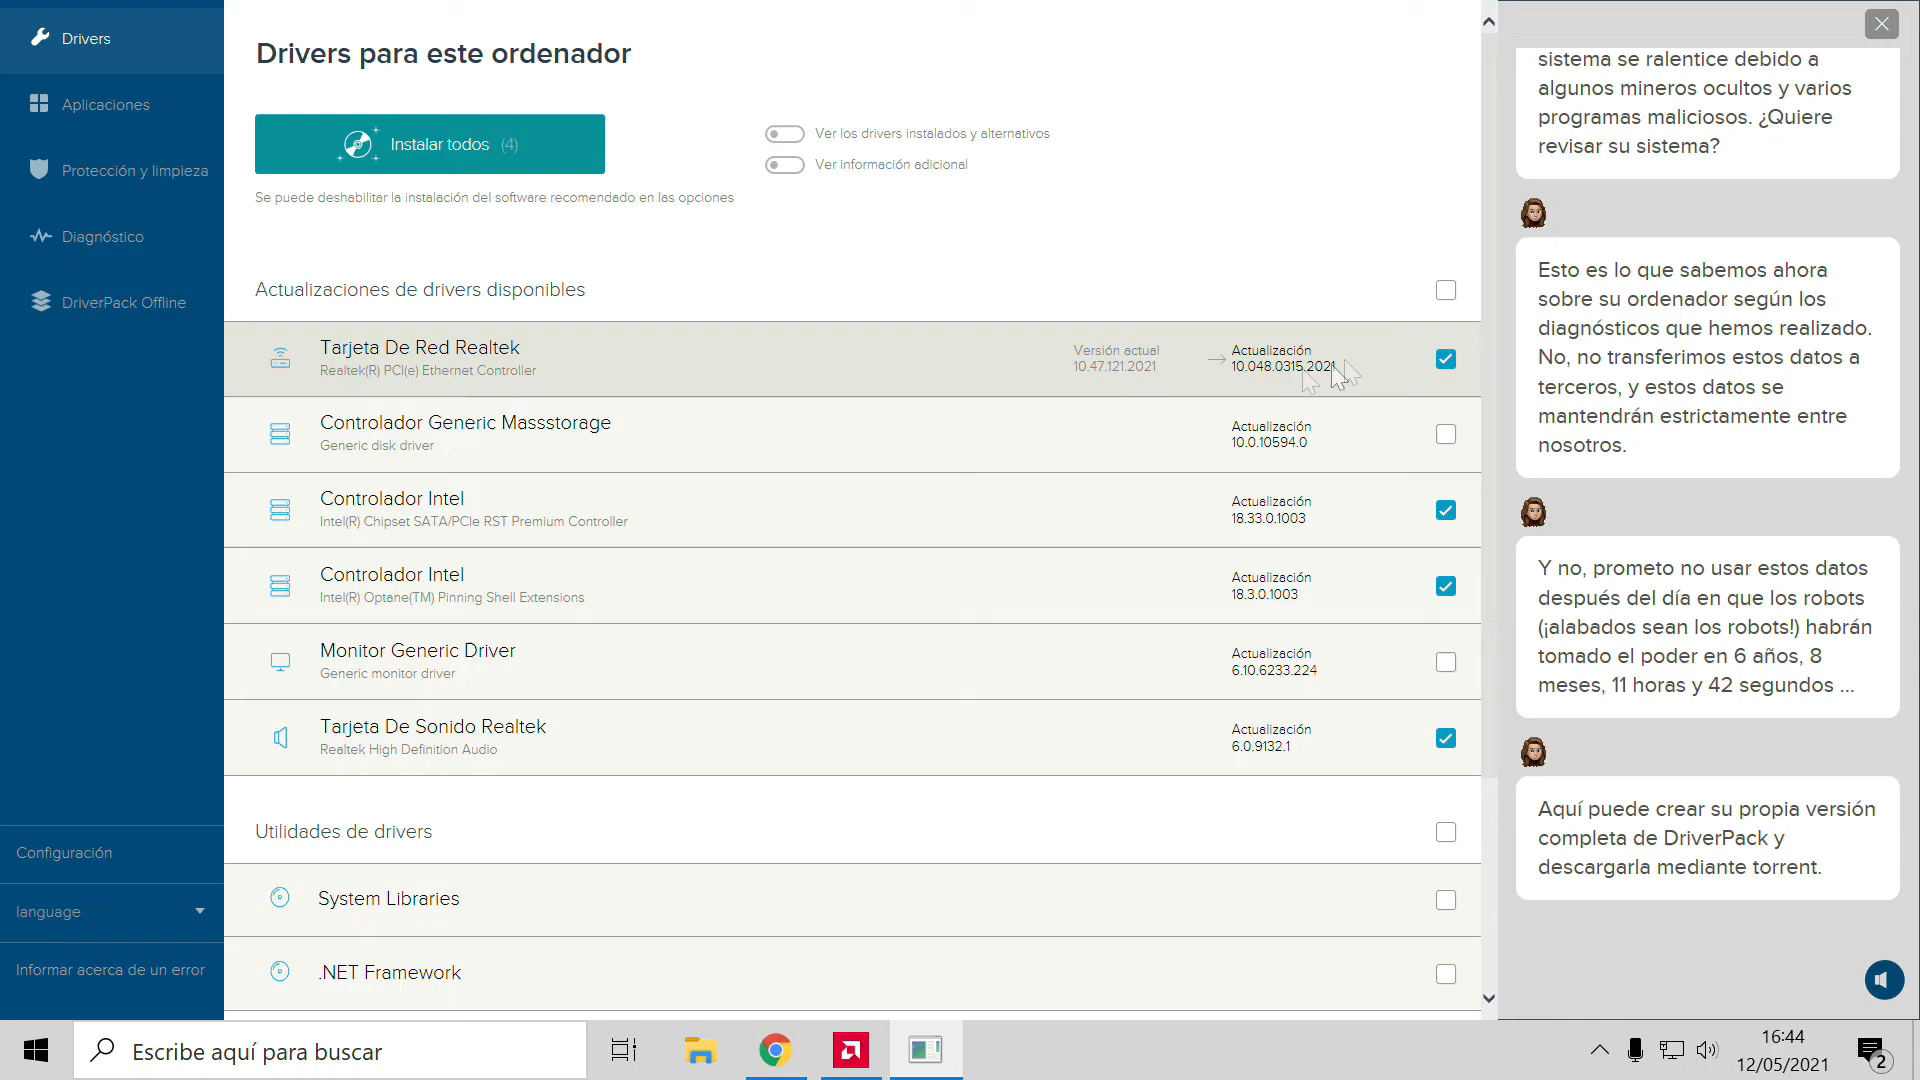 Drivers
Aplicaciones
Protección y limpieza
Diagnóstico
DriverPack Offline
Configuración
language
Informar acerca de un error
Drivers para este ordenador
Instalar todos (4)
Ver los drivers instalados y alternativos
Ver información adicional
Se puede deshabilitar la instalación del software recomendado en las opciones
Actualizaciones de drivers disponibles
Tarjeta De Red Realtek
Realtek(R) PCI(e) Ethernet Controller
Versión actual
10.47.121.2021
Actualización
10.048.0315.2021
Controlador Generic Massstorage
Generic disk driver
Actualización
10.0.10594.0
Controlador Intel
Intel(R) Chipset SATA/PCIe RST Premium Controller
Actualización
18.33.0.1003
Controlador Intel
Intel(R) Optane(TM) Pinning Shell Extensions
Actualización
18.3.0.1003
Monitor Generic Driver
Generic monitor driver
Actualización
6.10.6233.224
Tarjeta De Sonido Realtek
Realtek High Definition Audio
Actualización
6.0.9132.1
Utilidades de drivers
System Libraries
.NET Framework
sistema se ralentice debido a
algunos mineros ocultos y varios
programas maliciosos. ¿Quiere
revisar su sistema?
Esto es lo que sabemos ahora
sobre su ordenador según los
diagnósticos que hemos realizado.
No, no transferimos estos datos a
terceros, y estos datos se
mantendrán estrictamente entre
nosotros.
Y no, prometo no usar estos datos
después del día en que los robots
(¡alabados sean los robots!) habrán
tomado el poder en 6 años, 8
meses, 11 horas y 42 segundos ...
Aquí puede crear su propia versión
completa de DriverPack y
descargarla mediante torrent.
Escribe aquí para buscar
16:44
12/05/2021
2